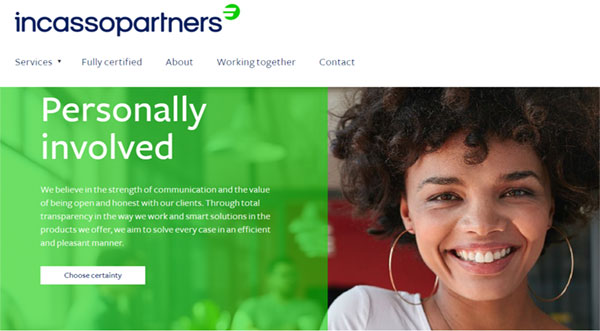 incassopartners
Services ▾ Fully certified About Working together Contact
Personally
involved
We believe in the strength of communication and the value
of being open and honest with our clients. Through total
transparency in the way we work and smart solutions in the
products we offer, we aim to solve every case in an efficient
and pleasant manner.
Choose certainty